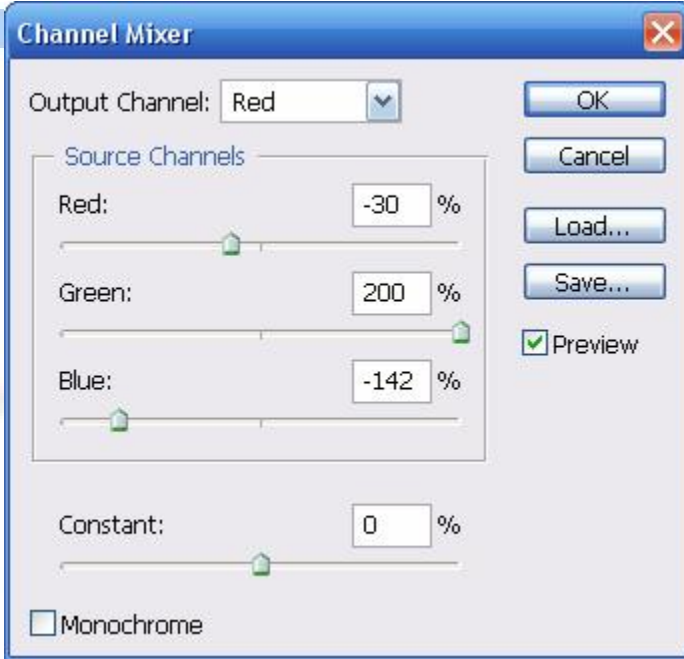 Channel Mixer
Output Channel: Red
OK
Source Channels
Cancel
Red: -30 %
Load...
Green: 200 %
Save...
Preview
Blue: -142 %
Constant: 0 %
Monochrome